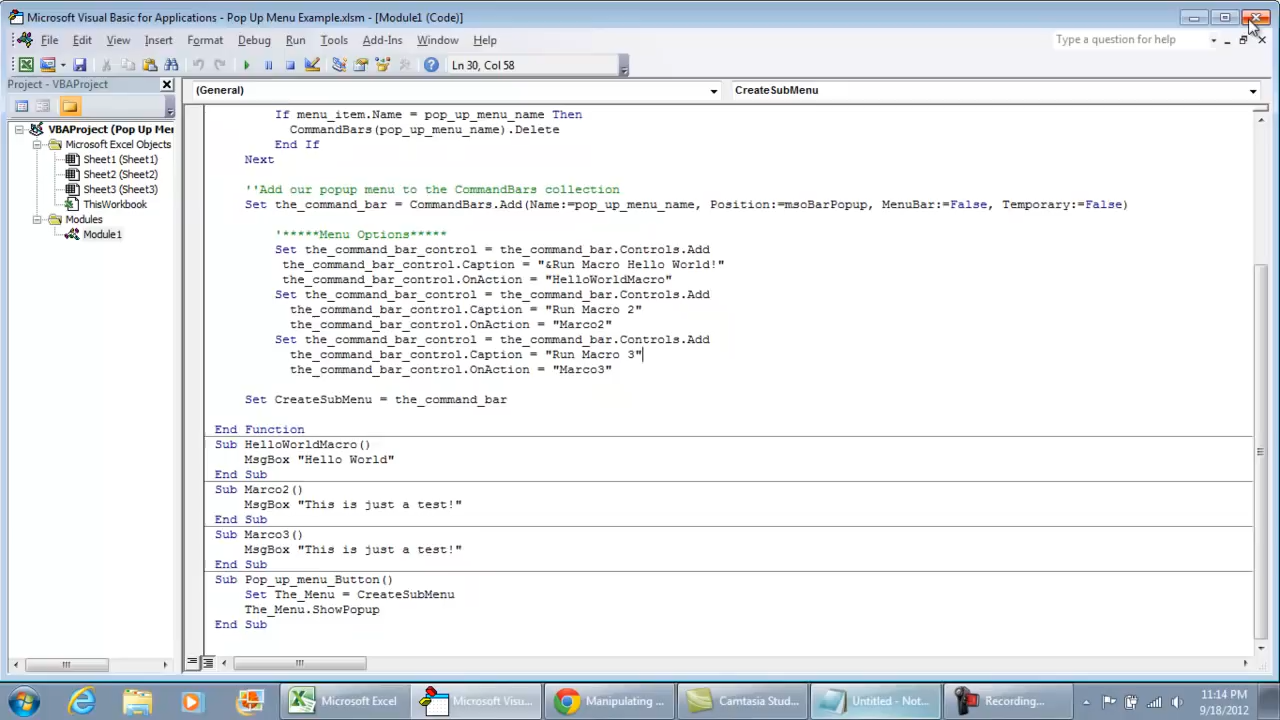 Microsoft Visual Basic for Applications - Pop Up Menu Example.xlsm - [Module1 (Code)]
File Edit View Insert Format Debug Run Tools Add-Ins Window Help
Type a question for help
Ln 30, Col 58
Project - VBAProject
(General)
CreateSubMenu
VBAProject (Pop Up Mer
Microsoft Excel Objects
Sheet1 (Sheet1)
Sheet2 (Sheet2)
Sheet3 (Sheet3)
ThisWorkbook
Modules
Module1
If menu_item.Name = pop_up_menu_name Then
CommandBars(pop_up_menu_name).Delete
End If
Next
''Add our popup menu to the CommandBars collection
Set the_command_bar = CommandBars.Add(Name:=pop_up_menu_name, Position:=msoBarPopup, MenuBar:=False, Temporary:=False)
'*****Menu Options*****
Set the_command_bar_control = the_command_bar.Controls.Add
the_command_bar_control.Caption = "&Run Macro Hello World!"
the_command_bar_control.OnAction = "HelloWorldMacro"
Set the_command_bar_control = the_command_bar.Controls.Add
the_command_bar_control.Caption = "Run Macro 2"
the_command_bar_control.OnAction = "Marco2"
Set the_command_bar_control = the_command_bar.Controls.Add
the_command_bar_control.Caption = "Run Macro 3"
the_command_bar_control.OnAction = "Marco3"
Set CreateSubMenu = the_command_bar
End Function
Sub HelloWorldMacro()
MsgBox "Hello World"
End Sub
Sub Marco2()
MsgBox "This is just a test!"
End Sub
Sub Marco3()
MsgBox "This is just a test!"
End Sub
Sub Pop_up_menu_Button()
Set The_Menu = CreateSubMenu
The_Menu.ShowPopup
End Sub
Microsoft Excel
Microsoft Visu...
Manipulating ...
Camtasia Stud...
Untitled - Not...
Recording...
11:14 PM
9/18/2012